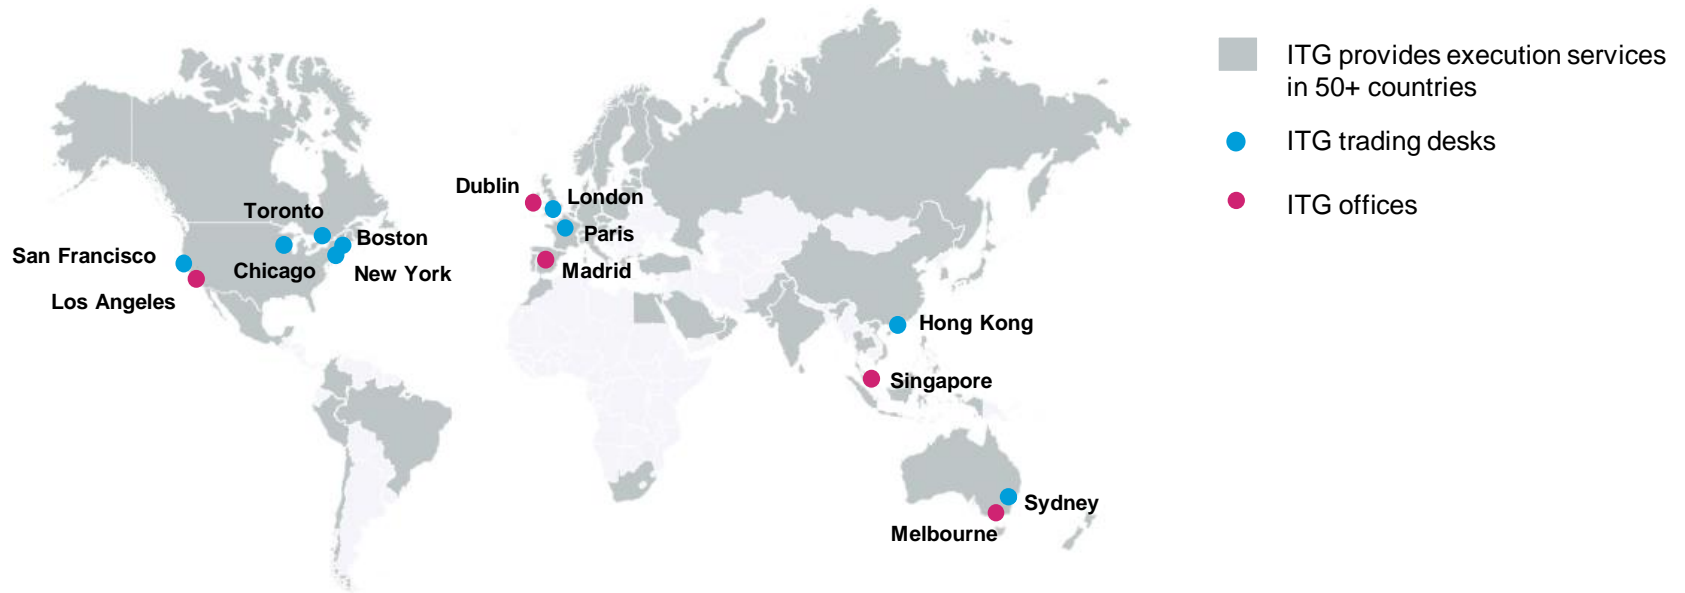 ITG provides execution services
in 50+ countries
ITG trading desks
ITG offices
Dublin
London
Toronto
Paris
Boston
San Francisco
Chicago
New York
Madrid
Los Angeles
Hong Kong
Singapore
Sydney
Melbourne